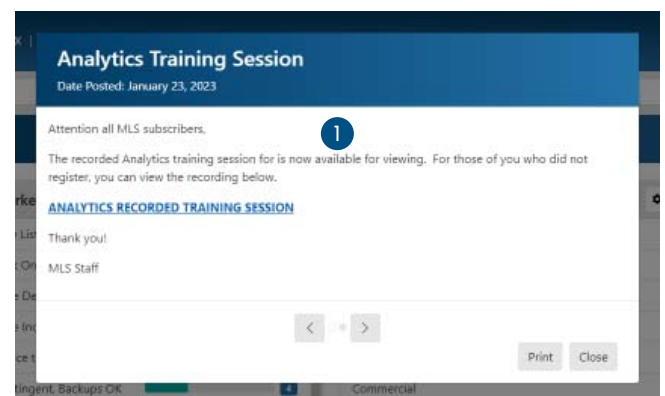 X |
Analytics Training Session
Date Posted: January 23, 2023
Attention all MLS subscribers,
1
The recorded Analytics training session for is now available for viewing. For those of you who did not
register, you can view the recording below.
ANALYTICS RECORDED TRAINING SESSION
Thank you!
MLS Staff
< >
Print Close
tingent, Backups OK 4 Commercial